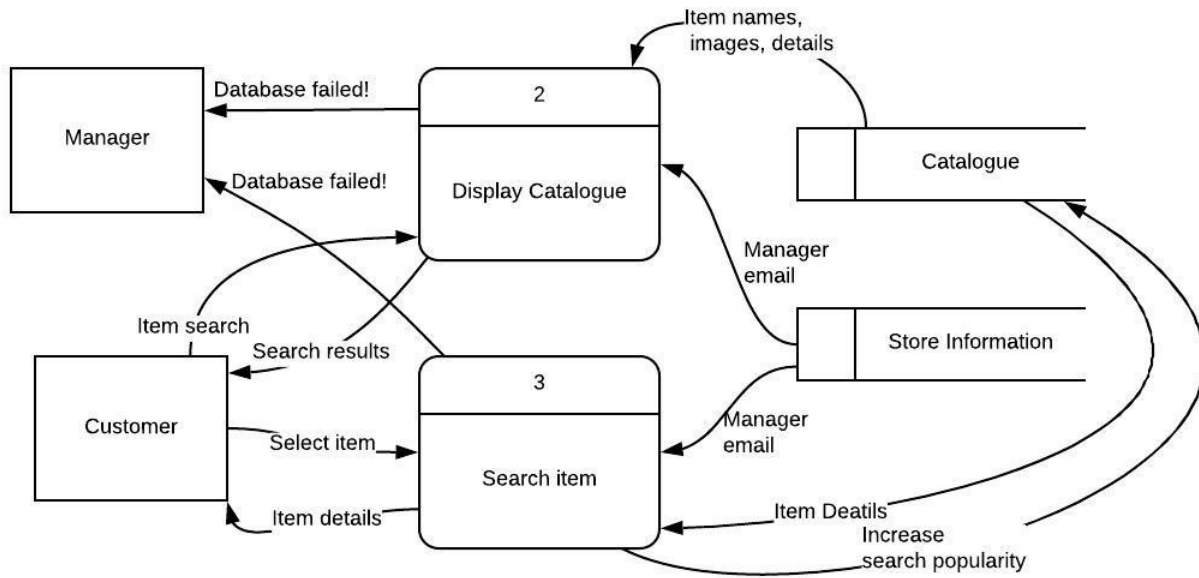 Item names,
images, details
Database failed!
2
Manager
Catalogue
Database failed!
Display Catalogue
Manager
email
Item search
Search results
Store Information
3
Manager
email
Customer
Select item
Search item
Item details
Item Deatils
Increase
search popularity